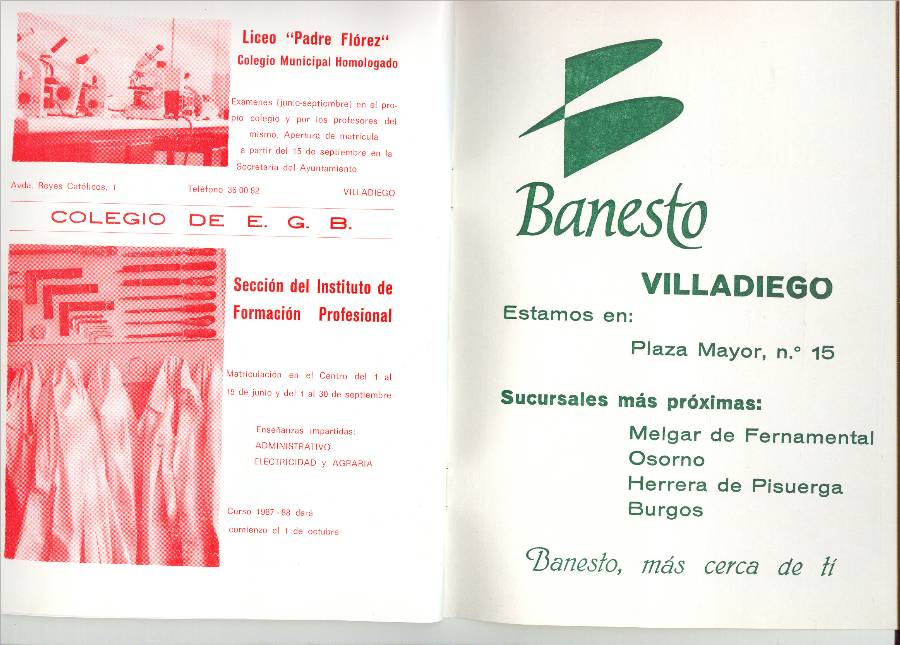 Liceo "Padre Flórez"
Colegio Municipal Homologado
Exámenes (junio-septiembre) en el pro-
pio colegio y por los profesores del
mismo. Apertura de matrícula
a partir del 15 de septiembre en la
Secretaría del Ayuntamiento
Avda. Reyes Católicos, 1 Teléfono 36 00 82 VILLADIEGO
COLEGIO DE E. G. B.
Sección del Instituto de
Formación Profesional
Matriculación en el Centro del 1 al
15 de junio y del 1 al 30 de septiembre
Enseñanzas impartidas:
ADMINISTRATIVO
ELECTRICIDAD y AGRARIA
Curso 1987-88 dará
comienzo el 1 de octubre
Banesto
VILLADIEGO
Estamos en:
Plaza Mayor, n.° 15
Sucursales más próximas:
Melgar de Fernamental
Osorno
Herrera de Pisuerga
Burgos
Banesto, más cerca de tí